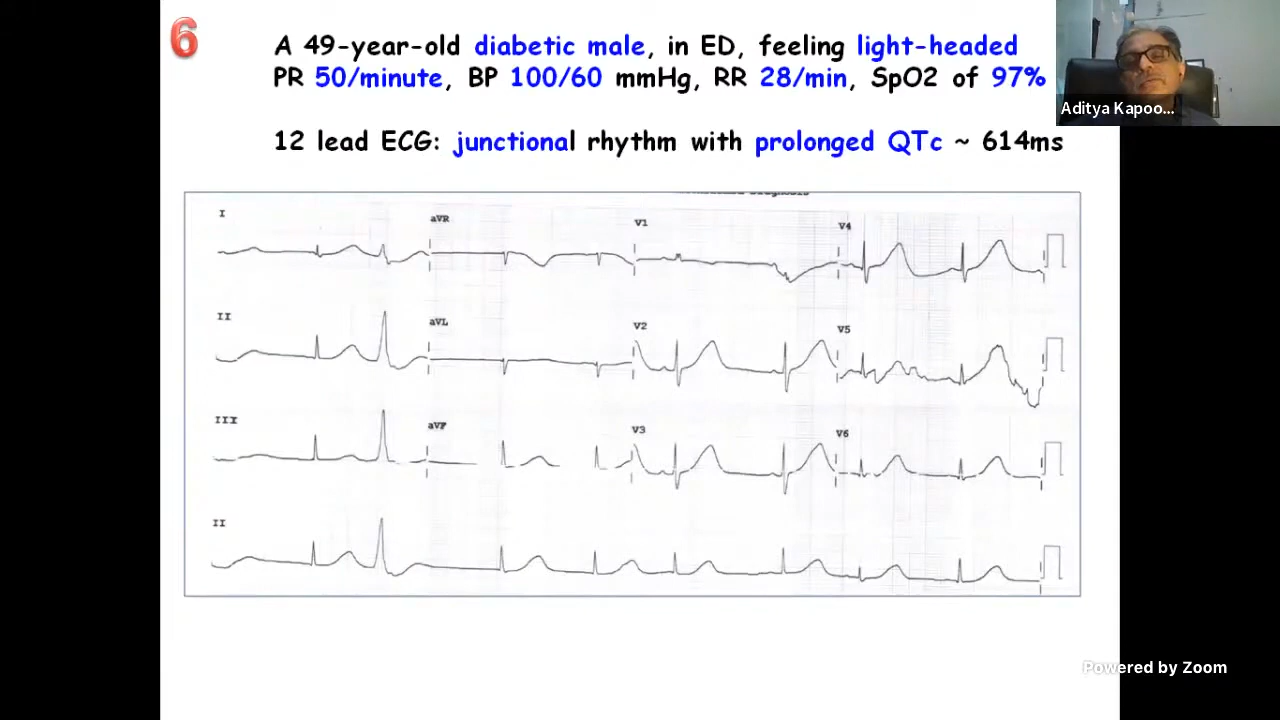 6
A 49-year-old diabetic male, in ED, feeling light-headed
PR 50/minute, BP 100/60 mmHg, RR 28/min, SpO2 of 97%
Aditya Kapoo...
12 lead ECG: junctional rhythm with prolonged QTc ~ 614ms
I
aVR
V1
V4
II
aVL
V2
V5
III
aVF
V3
V6
II
Powered by Zoom